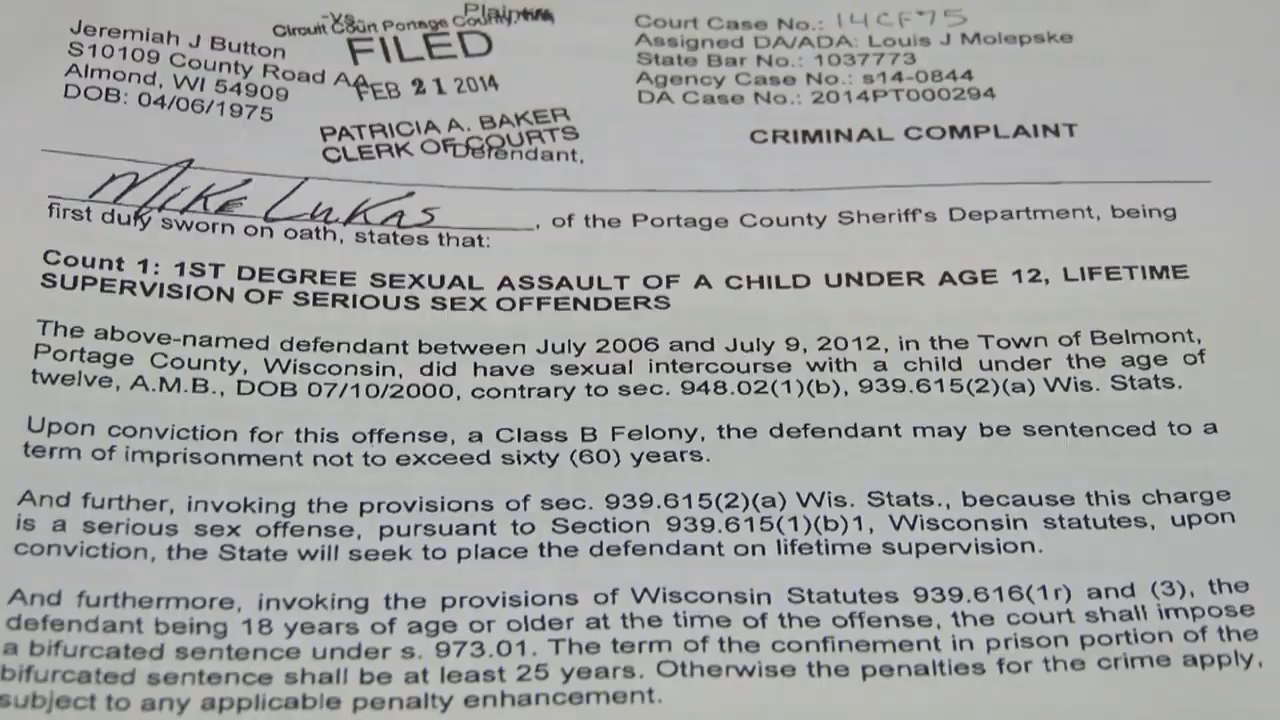 -vs- Plaintiff,
Jeremiah J Button
S10109 County Road AA
Almond, WI 54909
DOB: 04/06/1975
Circuit Court Portage County,
FILED
FEB 21 2014
PATRICIA A. BAKER
CLERK OF COURTS
Defendant,
Court Case No.: 14CF75
Assigned DA/ADA: Louis J Molepske
State Bar No.: 1037773
Agency Case No.: s14-0844
DA Case No.: 2014PT000294
CRIMINAL COMPLAINT
Mike Lukas, of the Portage County Sheriff's Department, being
first duly sworn on oath, states that:
Count 1: 1ST DEGREE SEXUAL ASSAULT OF A CHILD UNDER AGE 12, LIFETIME
SUPERVISION OF SERIOUS SEX OFFENDERS
The above-named defendant between July 2006 and July 9, 2012, in the Town of Belmont,
Portage County, Wisconsin, did have sexual intercourse with a child under the age of
twelve, A.M.B., DOB 07/10/2000, contrary to sec. 948.02(1)(b), 939.615(2)(a) Wis. Stats.
Upon conviction for this offense, a Class B Felony, the defendant may be sentenced to a
term of imprisonment not to exceed sixty (60) years.
And further, invoking the provisions of sec. 939.615(2)(a) Wis. Stats., because this charge
is a serious sex offense, pursuant to Section 939.615(1)(b)1, Wisconsin statutes, upon
conviction, the State will seek to place the defendant on lifetime supervision.
And furthermore, invoking the provisions of Wisconsin Statutes 939.616(1r) and (3), the
defendant being 18 years of age or older at the time of the offense, the court shall impose
a bifurcated sentence under s. 973.01. The term of the confinement in prison portion of the
bifurcated sentence shall be at least 25 years. Otherwise the penalties for the crime apply,
subject to any applicable penalty enhancement.